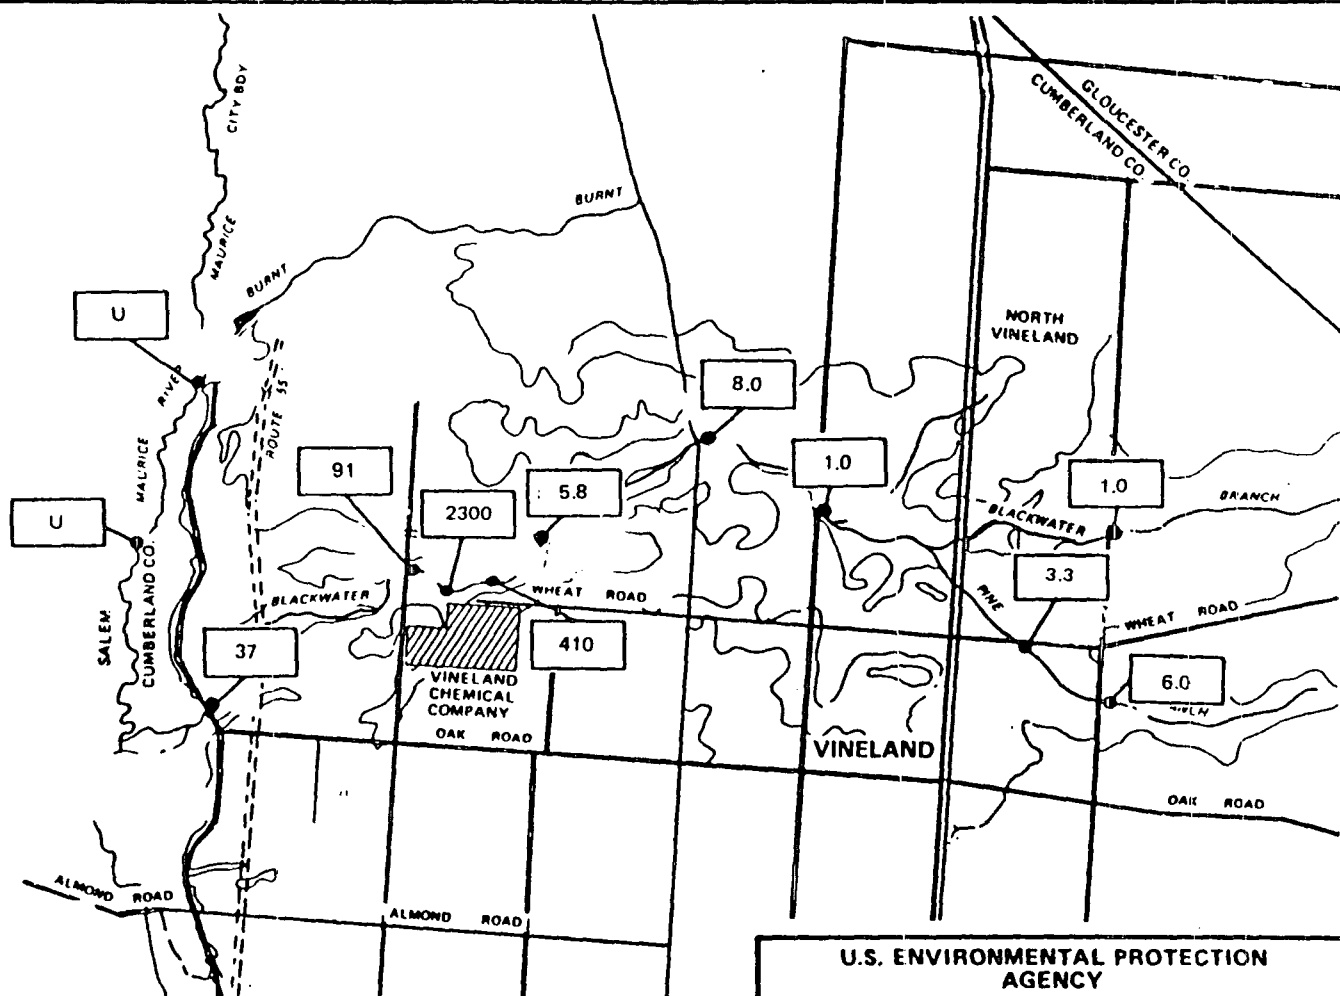 CITY BDY
GLOUCESTER CO.
CUMBERLAND CO.
BURNT
MAURICE
BURNT
U
NORTH
VINELAND
RIVER
ROUTE 55
8.0
MAURICE
91
1.0
5.8
1.0
BRANCH
2300
U
BLACKWATER
3.3
WHEAT ROAD
PINE
BLACKWATER
WHEAT ROAD
SALEM
CUMBERLAND CO.
37
410
6.0
VINELAND
CHEMICAL
COMPANY
OAK ROAD
VINELAND
OAK ROAD
ALMOND ROAD
ALMOND ROAD
U.S. ENVIRONMENTAL PROTECTION
AGENCY